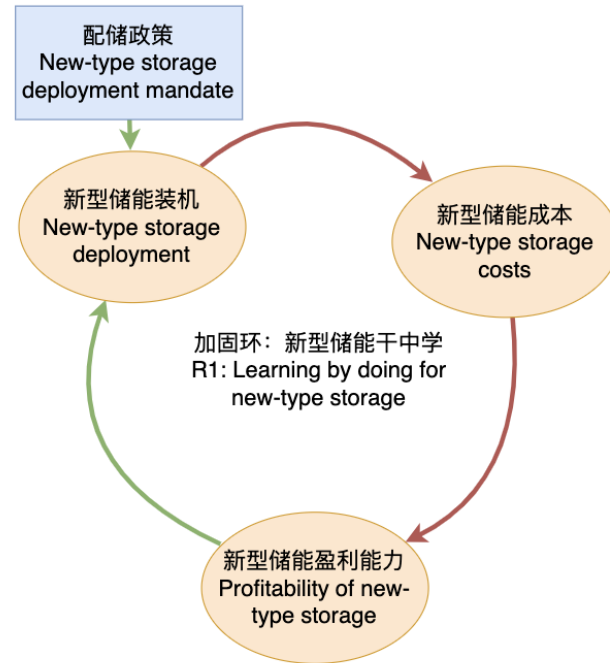 配储政策
New-type storage
deployment mandate
新型储能装机
New-type storage
deployment
新型储能成本
New-type storage
costs
加固环：新型储能干中学
R1: Learning by doing for
new-type storage
新型储能盈利能力
Profitability of new-
type storage